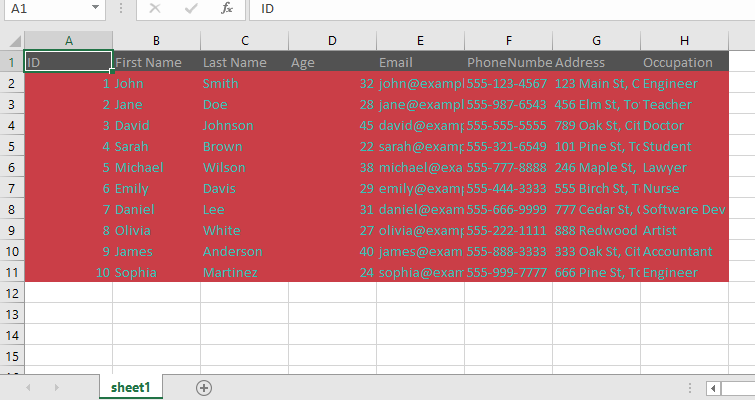 A1 fx ID
A B C D E F G H
1 ID First Name Last Name Age Email PhoneNumbe Address Occupation
2 1 John Smith 32 john@exampl 555-123-4567 123 Main St, C Engineer
3 2 Jane Doe 28 jane@exampl 555-987-6543 456 Elm St, To Teacher
4 3 David Johnson 45 david@examp 555-555-5555 789 Oak St, Cit Doctor
5 4 Sarah Brown 22 sarah@examp 555-321-6549 101 Pine St, To Student
6 5 Michael Wilson 38 michael@exa 555-777-8888 246 Maple St, Lawyer
7 6 Emily Davis 29 emily@examp 555-444-3333 555 Birch St, T Nurse
8 7 Daniel Lee 31 daniel@exam 555-666-9999 777 Cedar St, Software Dev
9 8 Olivia White 27 olivia@examp 555-222-1111 888 Redwood Artist
10 9 James Anderson 40 james@exam 555-888-3333 333 Oak St, Cit Accountant
11 10 Sophia Martinez 24 sophia@exam 555-999-7777 666 Pine St, To Engineer
12
13
14
15
sheet1